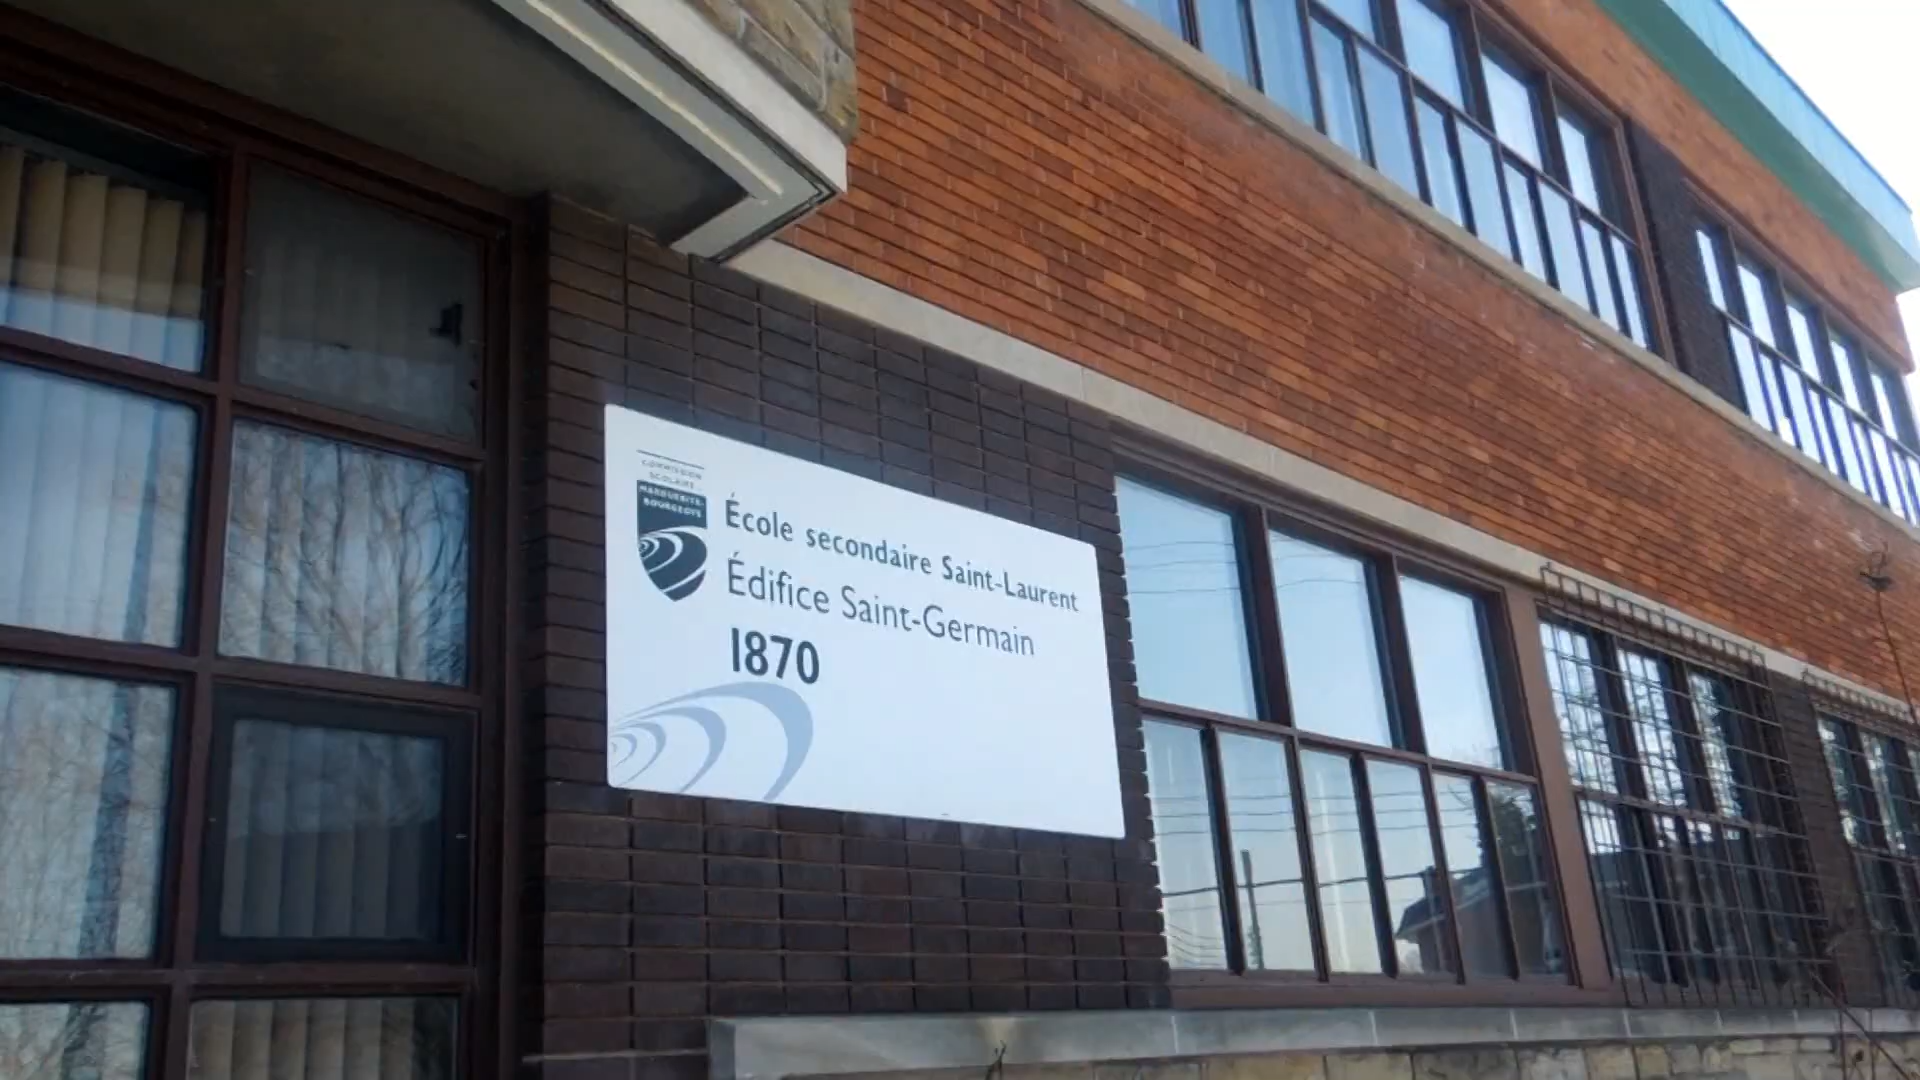 COMMISSION
SCOLAIRE
MARGUERITE-
BOURGEOYS
École secondaire Saint-Laurent
Édifice Saint-Germain
1870